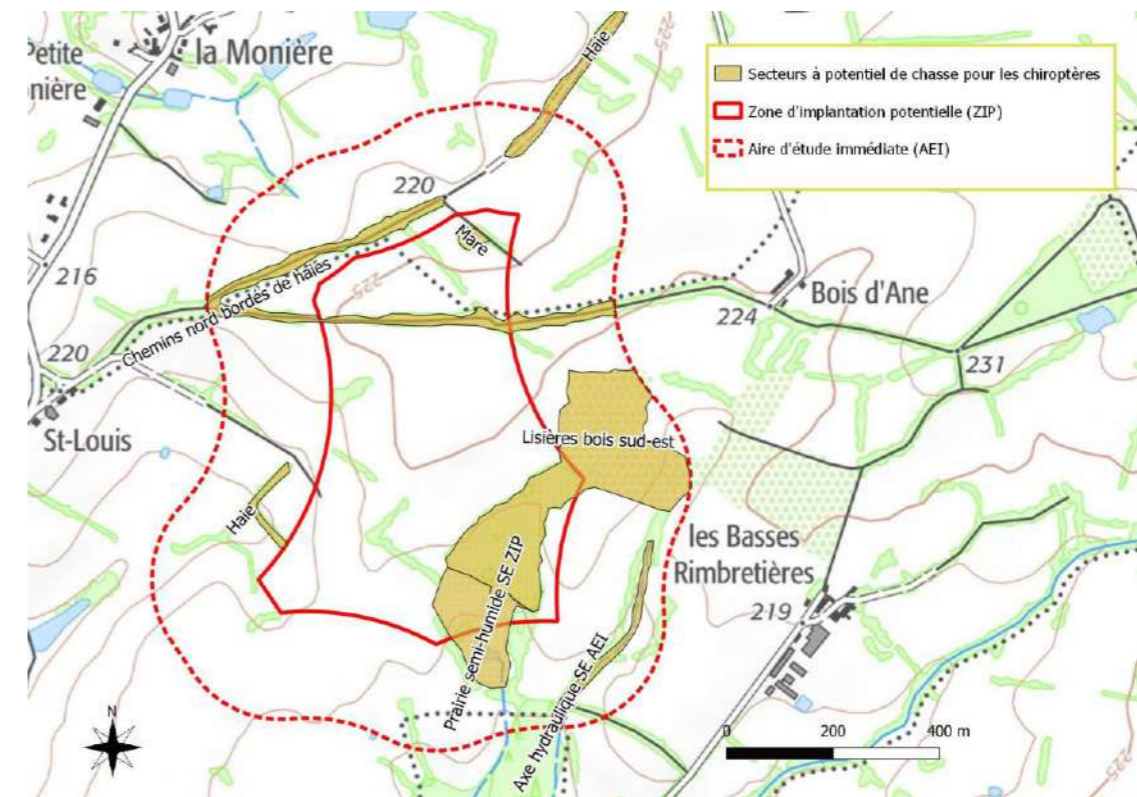 Petite
nière
la Monière
Haie
Secteurs à potentiel de chasse pour les chiroptères
Zone d'implantation potentielle (ZIP)
Aire d'étude immédiate (AEI)
225
225
220
Mare
216
225
Chemins nord bordés de haies
Bois d'Ane
224
220
231
St-Louis
Lisières bois sud-est
Haie
les Basses
Rimbretières
219
Prairie semi-humide SE ZIP
Axe hydraulique SE AEI
N
0 200 400 m